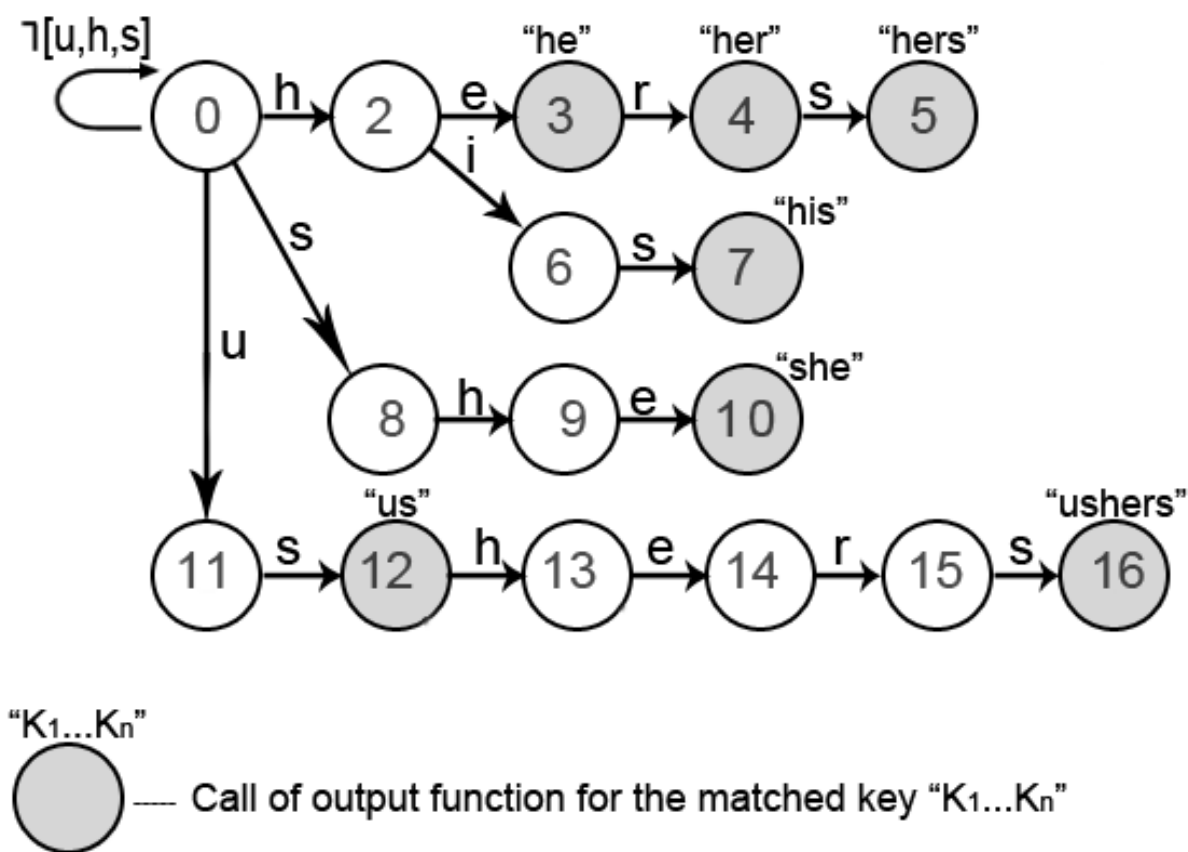 ㄱ[u,h,s]
“he” “her” “hers”
0 h 2 e 3 r 4 s 5
i
“his”
s 6 s 7
u
“she”
8 h 9 e 10
“us” “ushers”
11 s 12 h 13 e 14 r 15 s 16
“K₁...Kₙ”
---- Call of output function for the matched key “K₁...Kₙ”